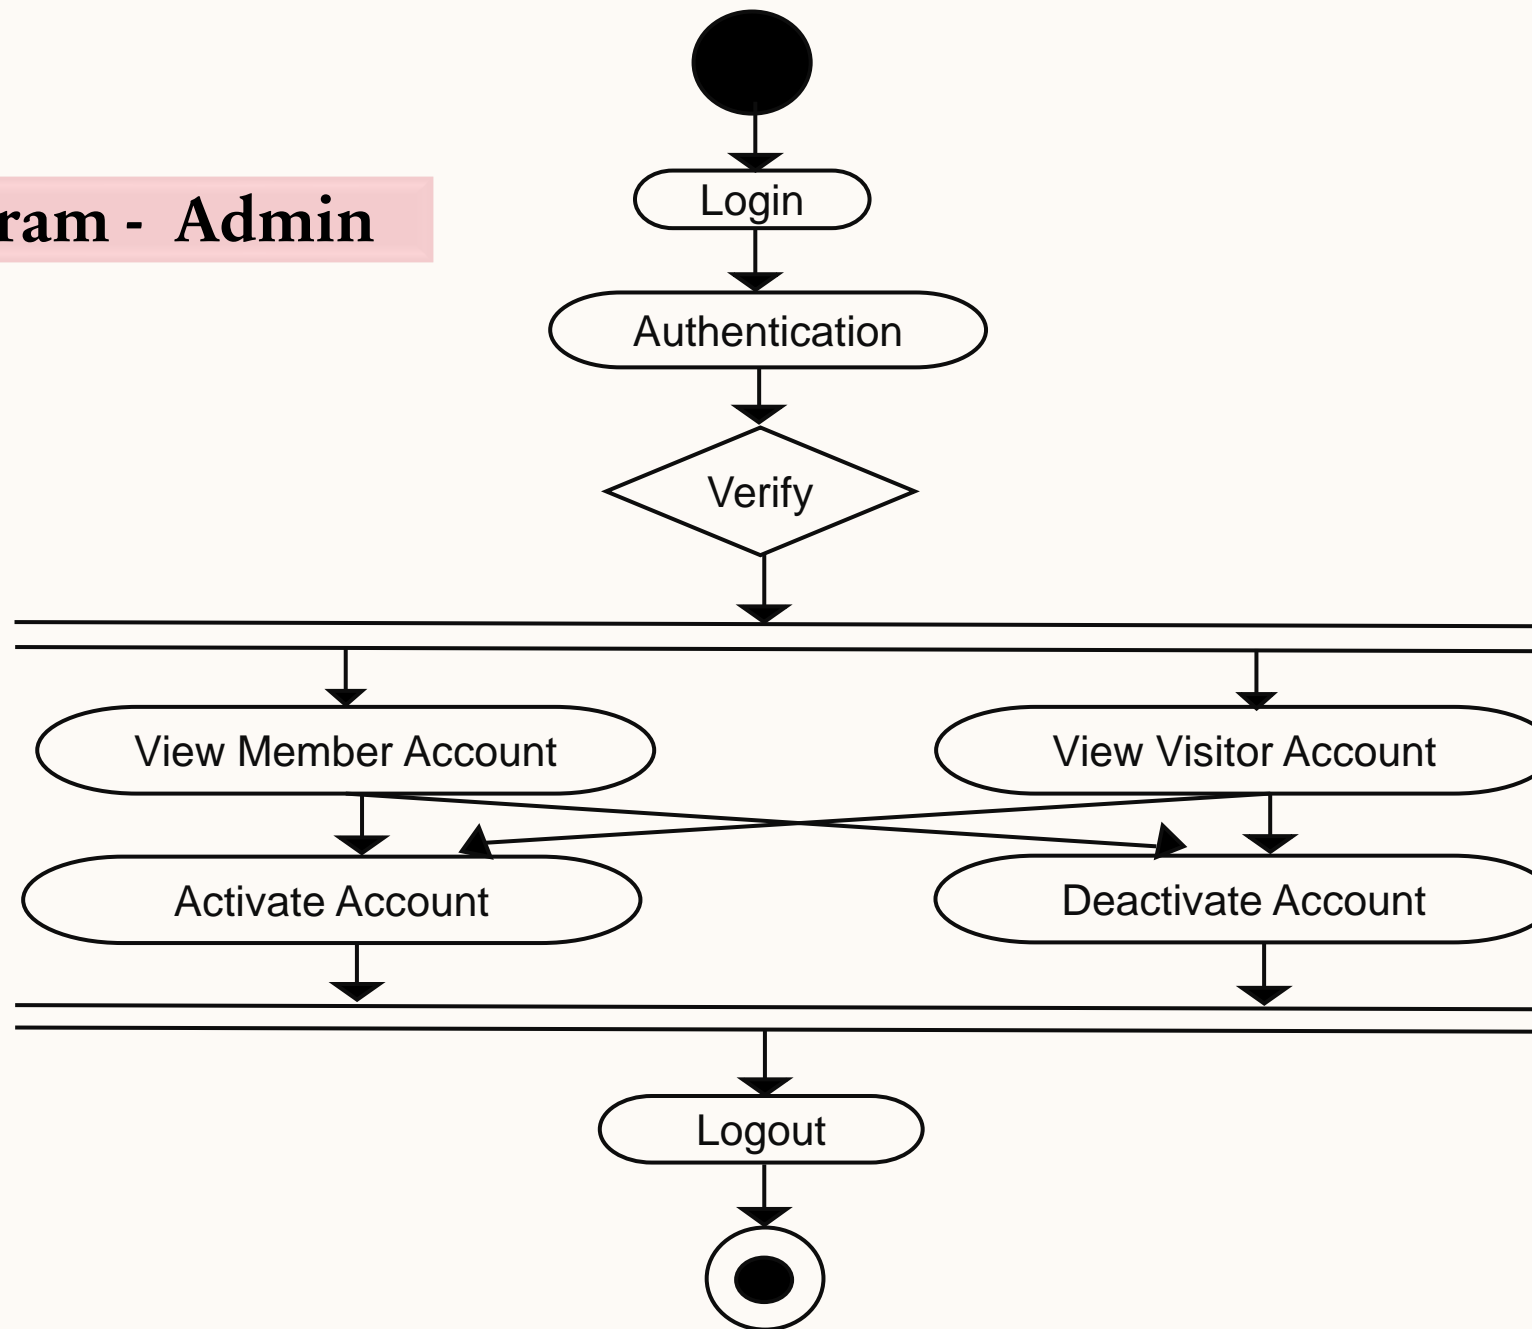 Login
ram - Admin
Authentication
Verify
View Member Account
View Visitor Account
Activate Account
Deactivate Account
Logout